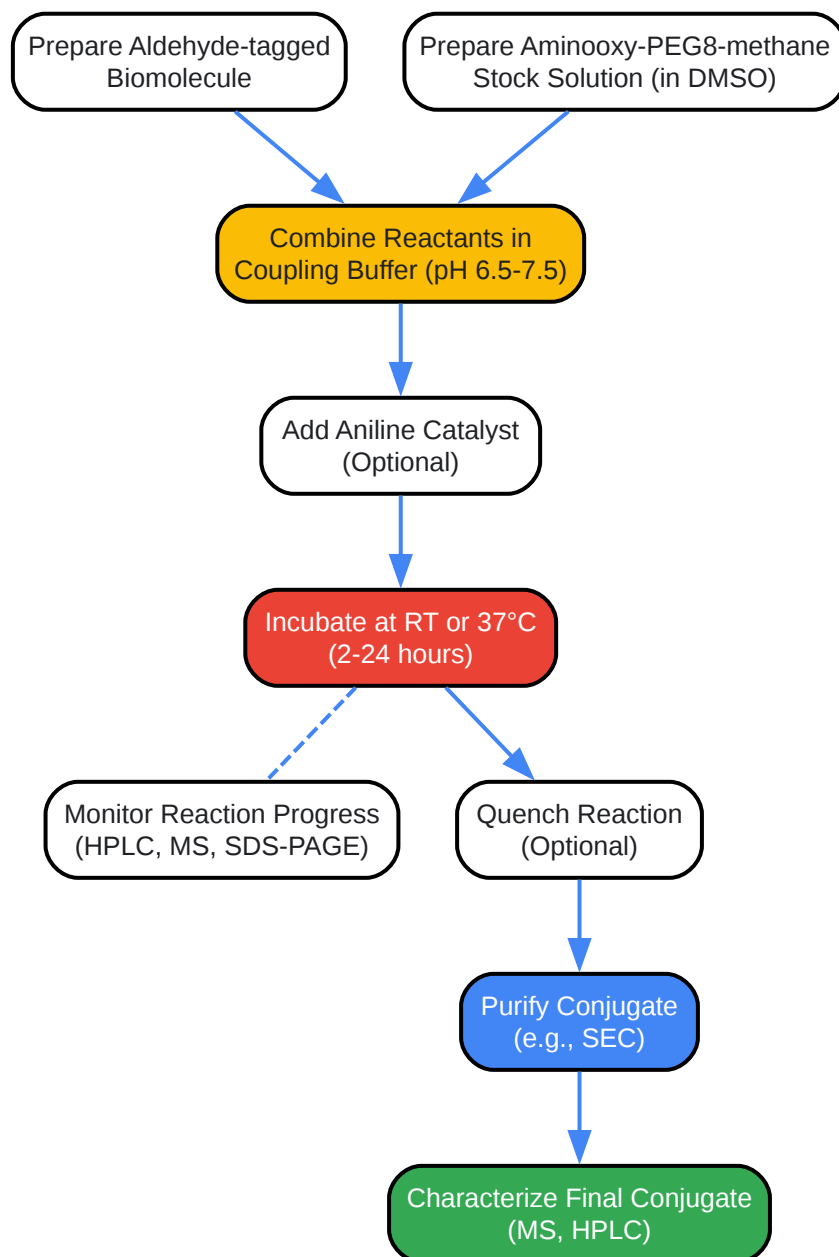 Prepare Aldehyde-tagged
Biomolecule
Prepare Aminooxy-PEG8-methane
Stock Solution (in DMSO)
Combine Reactants in
Coupling Buffer (pH 6.5-7.5)
Add Aniline Catalyst
(Optional)
Incubate at RT or 37°C
(2-24 hours)
Monitor Reaction Progress
(HPLC, MS, SDS-PAGE)
Quench Reaction
(Optional)
Purify Conjugate
(e.g., SEC)
Characterize Final Conjugate
(MS, HPLC)